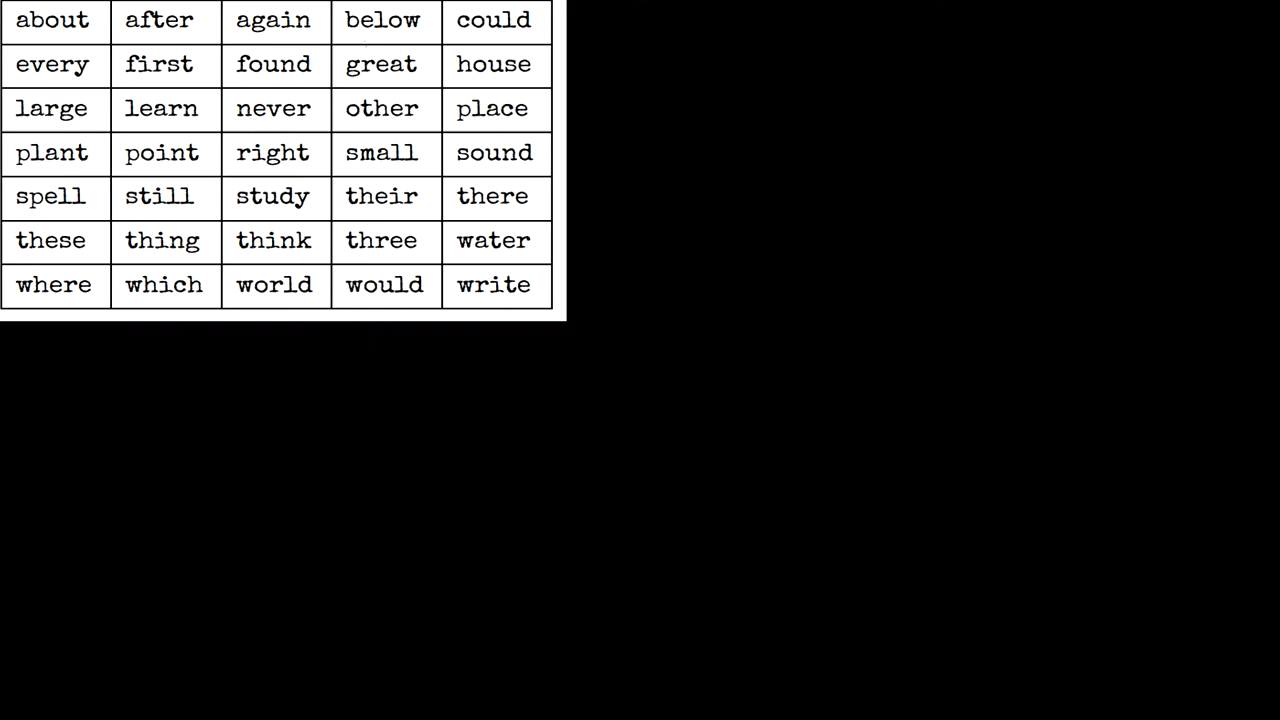 about after again below could
every first found great house
large learn never other place
plant point right small sound
spell still study their there
these thing think three water
where which world would write